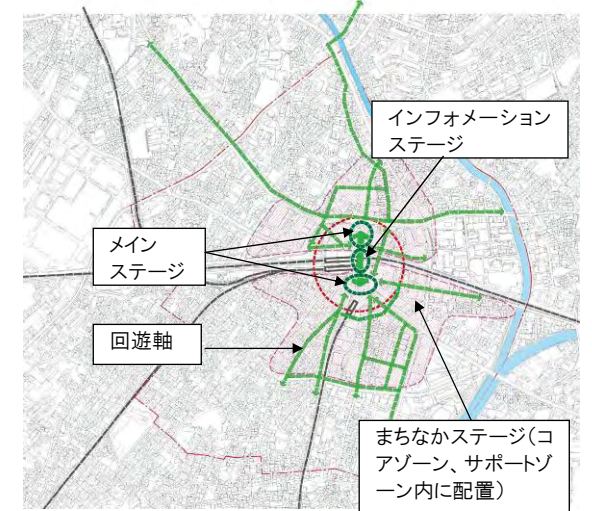 インフォメーション
ステージ
メイン
ステージ
回遊軸
まちなかステージ（コ
アゾーン、サポートゾ
ーン内に配置）